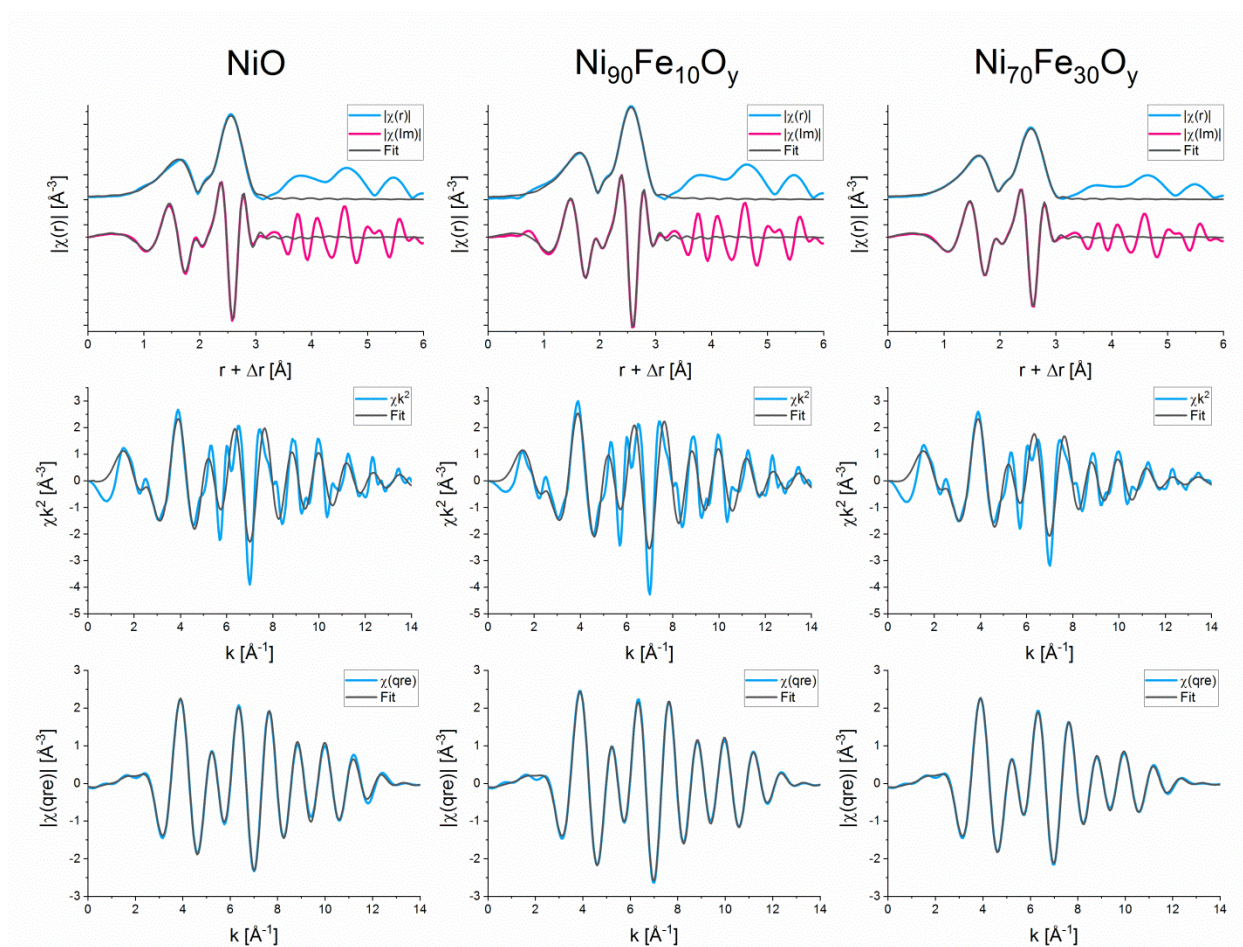 NiO
Ni90Fe10Oy
Ni70Fe30Oy
|χ(r)|
|χ(Im)|
Fit
|χ(r)| [Å-3]
0 1 2 3 4 5 6
r + Δr [Å]
|χ(r)|
|χ(Im)|
Fit
|χ(r)| [Å-3]
0 1 2 3 4 5 6
r + Δr [Å]
|χ(r)|
|χ(Im)|
Fit
|χ(r)| [Å-3]
0 1 2 3 4 5 6
r + Δr [Å]
χk2
Fit
χk2 [Å-3]
3
2
1
0
-1
-2
-3
-4
-5
0 2 4 6 8 10 12 14
k [Å-1]
χk2
Fit
χk2 [Å-3]
3
2
1
0
-1
-2
-3
-4
-5
0 2 4 6 8 10 12 14
k [Å-1]
χk2
Fit
χk2 [Å-3]
3
2
1
0
-1
-2
-3
-4
-5
0 2 4 6 8 10 12 14
k [Å-1]
χ(qre)
Fit
|χ(qre)| [Å-3]
3
2
1
0
-1
-2
-3
0 2 4 6 8 10 12 14
k [Å-1]
χ(qre)
Fit
|χ(qre)| [Å-3]
3
2
1
0
-1
-2
-3
0 2 4 6 8 10 12 14
k [Å-1]
χ(qre)
Fit
|χ(qre)| [Å-3]
3
2
1
0
-1
-2
-3
0 2 4 6 8 10 12 14
k [Å-1]